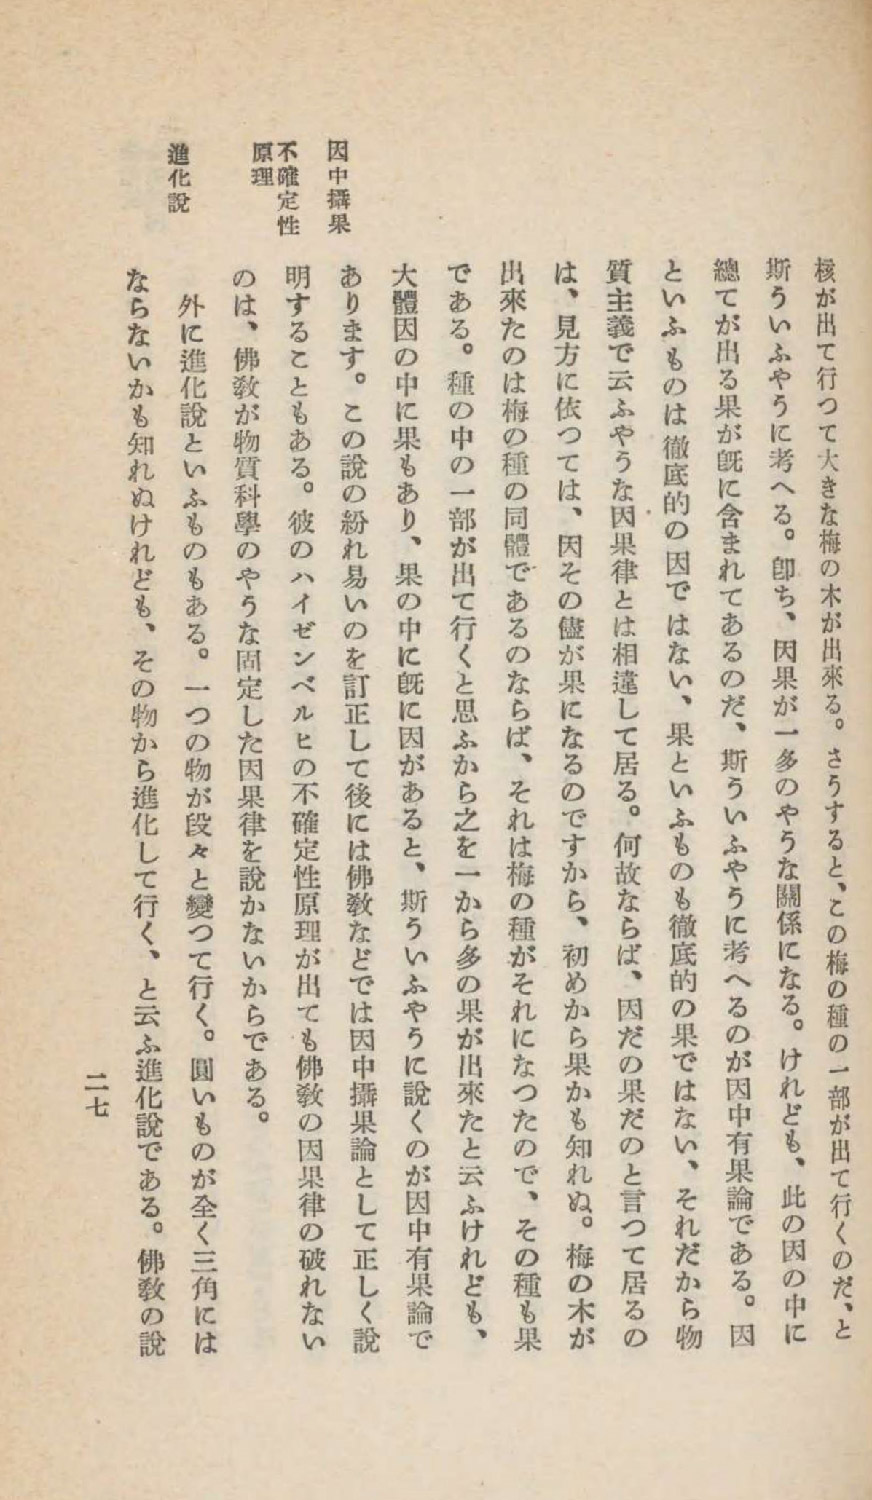 核が出て行つて大きな梅の木が出來る。さうすると、この梅の種の一部が出て行くのだ、と
斯ういふやうに考へる。卽ち、因果が一多のやうな關係になる。けれども、此の因の中に
總てが出る果が旣に含まれてあるのだ、斯ういふやうに考へるのが因中有果論である。因
といふものは徹底的の因ではない、果といふものも徹底的の果ではない、それだから物
質主義で云ふやうな因果律とは相違して居る。何故ならば、因だの果だのと言つて居るの
は、見方に依つては、因その儘が果になるのですから、初めから果かも知れぬ。梅の木が
出來たのは梅の種の同體であるのならば、それは梅の種がそれになつたので、その種も果
である。種の中の一部が出て行くと思ふから之を一から多の果が出來たと云ふけれども、
大體因の中に果もあり、果の中に旣に因があると、斯ういふやうに說くのが因中有果論で
あります。この說の紛れ易いのを訂正して後には佛敎などでは因中攝果論として正しく說
明することもある。彼のハイゼンベルヒの不確定性原理が出ても佛敎の因果律の破れない
のは、佛敎が物質科學のやうな固定した因果律を說かないからである。
外に進化說といふものもある。一つの物が段々と變つて行く。圓いものが全く三角には
ならないかも知れぬけれども、その物から進化して行く、と云ふ進化說である。佛敎の說
因中攝果
不確定性
原理
進化說
二七